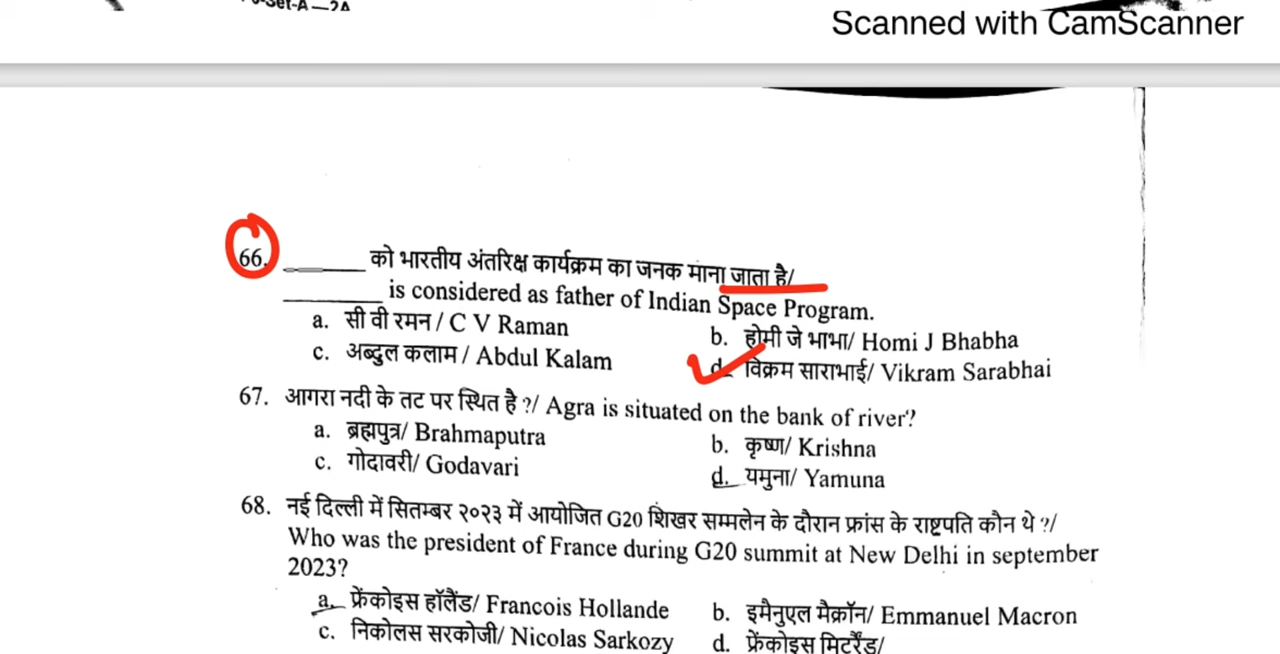 -Set-A—2A
Scanned with CamScanner
66. ______ को भारतीय अंतरिक्ष कार्यक्रम का जनक माना जाता है/
______ is considered as father of Indian Space Program.
a. सी वी रमन / C V Raman b. होमी जे भाभा/ Homi J Bhabha
c. अब्दुल कलाम / Abdul Kalam d. विक्रम साराभाई/ Vikram Sarabhai
67. आगरा नदी के तट पर स्थित है ?/ Agra is situated on the bank of river?
a. ब्रह्मपुत्रा/ Brahmaputra b. कृष्ण/ Krishna
c. गोदावरी/ Godavari d. यमुना/ Yamuna
68. नई दिल्ली में सितम्बर २०२३ में आयोजित G20 शिखर सम्मलेन के दौरान फ्रांस के राष्ट्रपति कौन थे ?/
Who was the president of France during G20 summit at New Delhi in september
2023?
a. फ्रेंकोइस हॉलैंड/ Francois Hollande b. इमैनुएल मैक्रॉन/ Emmanuel Macron
c. निकोलस सरकोजी/ Nicolas Sarkozy d. फ्रेंकोइस मिटरैंड/